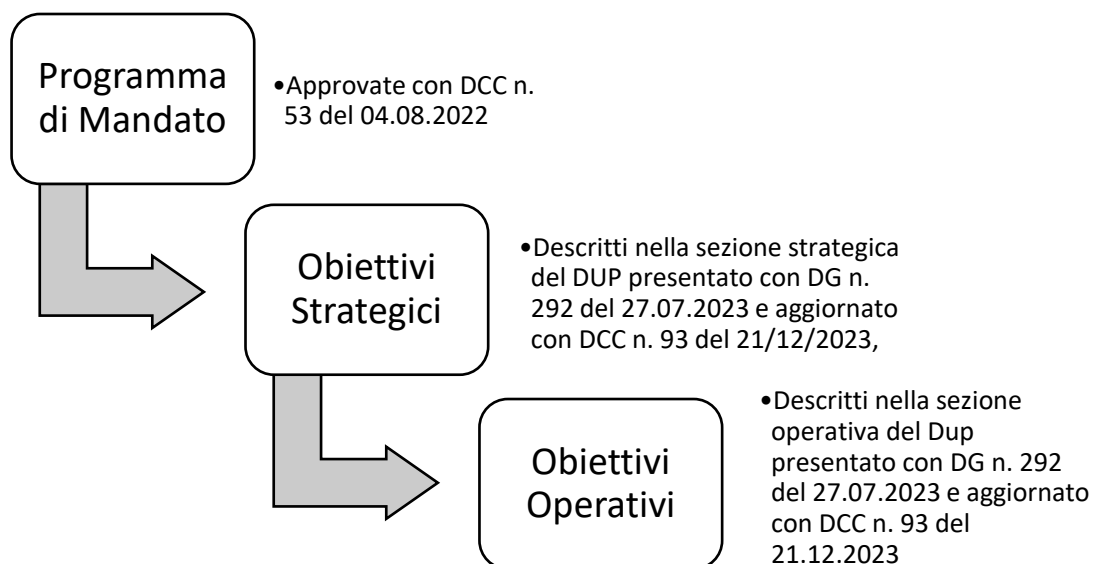 Programma
di Mandato
•Approvate con DCC n.
53 del 04.08.2022
Obiettivi
Strategici
•Descritti nella sezione strategica
del DUP presentato con DG n.
292 del 27.07.2023 e aggiornato
con DCC n. 93 del 21/12/2023,
Obiettivi
Operativi
•Descritti nella sezione
operativa del Dup
presentato con DG n. 292
del 27.07.2023 e aggiornato
con DCC n. 93 del
21.12.2023